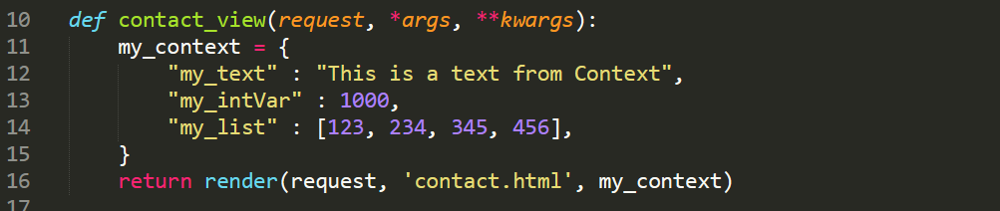 10 def contact_view(request, *args, **kwargs):
11 my_context = {
12 "my_text" : "This is a text from Context",
13 "my_intVar" : 1000,
14 "my_list" : [123, 234, 345, 456],
15 }
16 return render(request, 'contact.html', my_context)
17